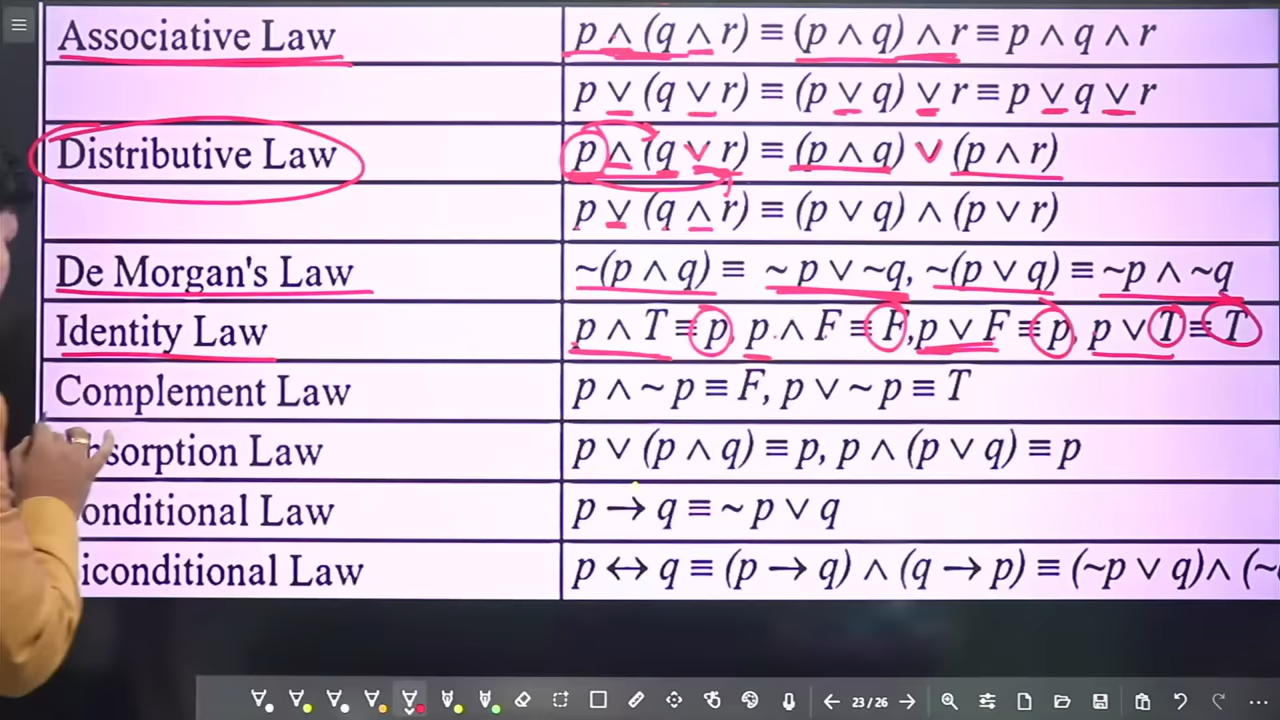 Associative Law p ∧ (q ∧ r) ≡ (p ∧ q) ∧ r ≡ p ∧ q ∧ r
p ∨ (q ∨ r) ≡ (p ∨ q) ∨ r ≡ p ∨ q ∨ r
Distributive Law p ∧ (q ∨ r) ≡ (p ∧ q) ∨ (p ∧ r)
p ∨ (q ∧ r) ≡ (p ∨ q) ∧ (p ∨ r)
De Morgan's Law ~(p ∧ q) ≡ ~ p ∨ ~q, ~(p ∨ q) ≡ ~p ∧ ~q
Identity Law p ∧ T ≡ p, p ∧ F ≡ F, p ∨ F ≡ p, p ∨ T ≡ T
Complement Law p ∧ ~ p ≡ F, p ∨ ~ p ≡ T
sorption Law p ∨ (p ∧ q) ≡ p, p ∧ (p ∨ q) ≡ p
onditional Law p → q ≡ ~ p ∨ q
iconditional Law p ↔ q ≡ (p → q) ∧ (q → p) ≡ (~p ∨ q)∧ (~
23 / 26